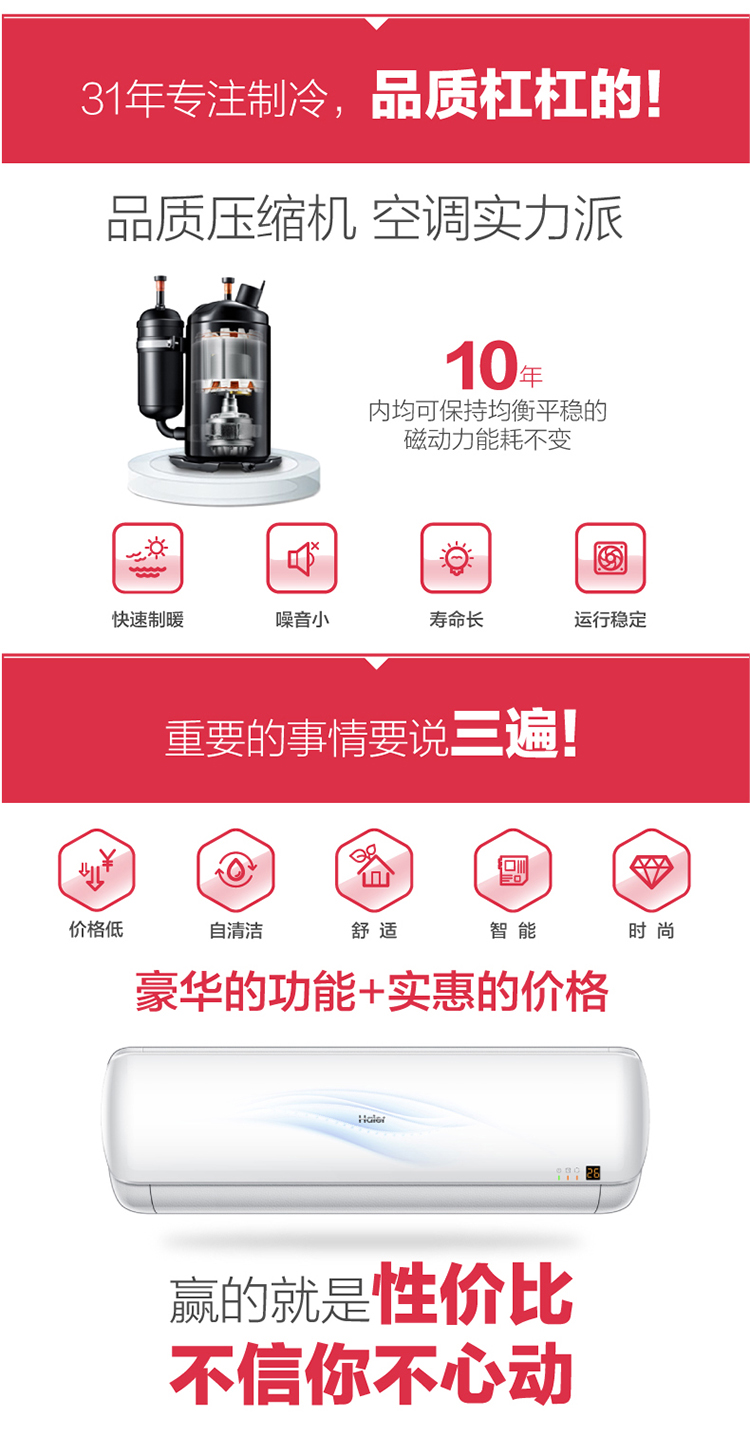 31年专注制冷，品质杠杠的！
品质压缩机 空调实力派
10年
内均可保持均衡平稳的
磁动力能耗不变
快速制暖 噪音小 寿命长 运行稳定
重要的事情要说三遍！
¥
价格低 自清洁 舒 适 智 能 时 尚
豪华的功能+实惠的价格
Haier
26
赢的就是性价比
不信你不心动